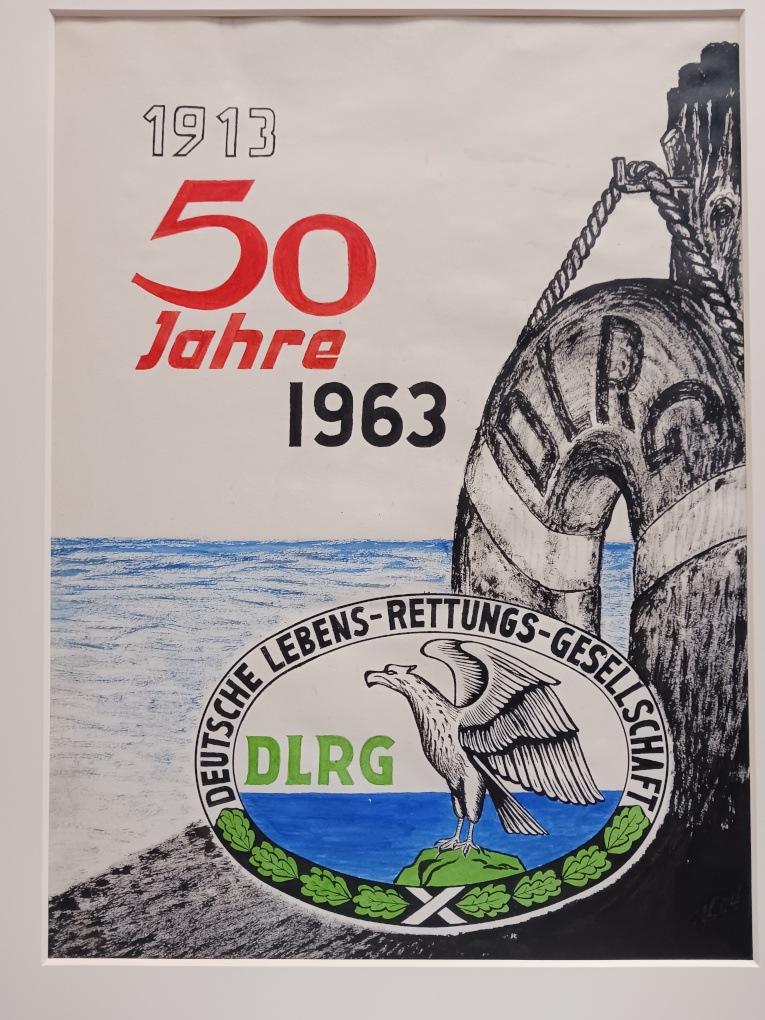 1913
50
Jahre
1963
DLRG
DEUTSCHE LEBENS-RETTUNGS-GESELLSCHAFT
DLRG